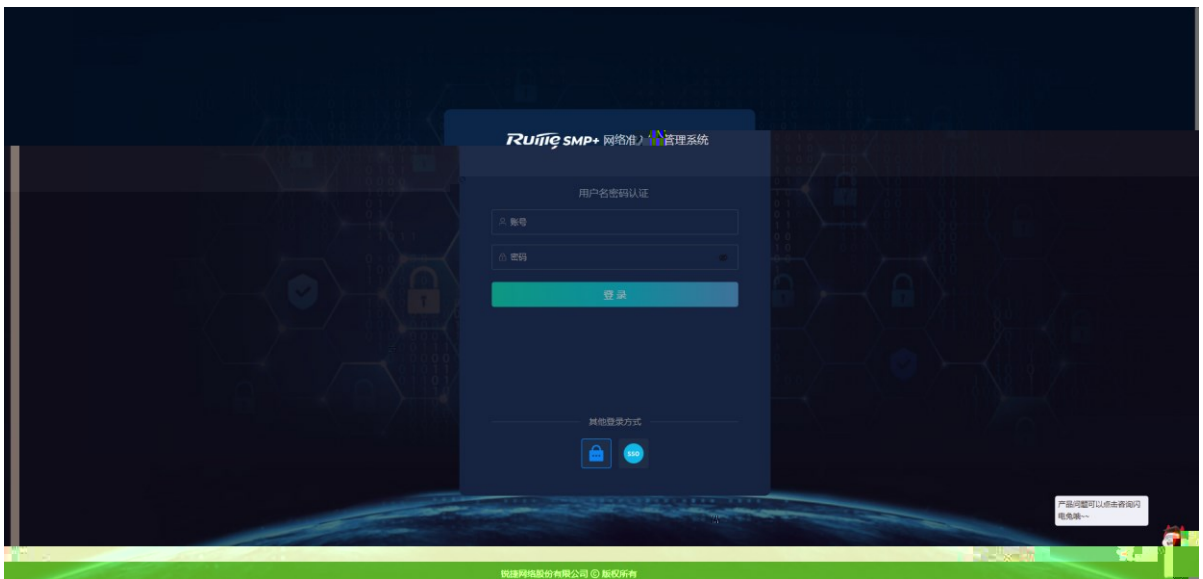 Ruijie SMP+ 网络准入 管理系统
用户名密码认证
账号
密码
登 录
其他登录方式
SSO
产品问题可以点击咨询闪
电兔哦~~
锐捷网络股份有限公司 © 版权所有